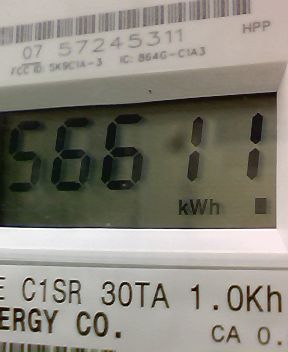 07 57245311
HPP
FCC ID: SK9C1A-3 IC: 864G-C1A3
56611
kWh
E C1SR 30TA 1.0Kh
ERGY CO.
CA 0.